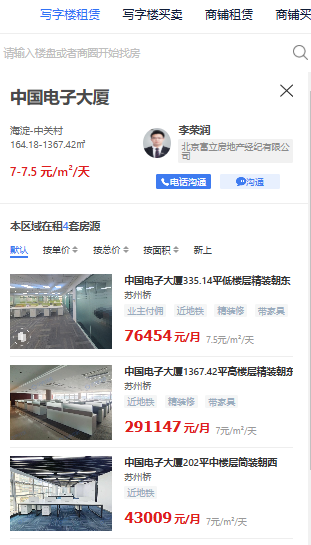 写字楼租赁 写字楼买卖 商铺租赁 商铺买
请输入楼盘或者商圈开始找房
中国电子大厦
海淀-中关村
164.18-1367.42㎡
7-7.5 元/m²/天
李荣润
北京富立房地产经纪有限公司
电话沟通 沟通
本区域在租4套房源
默认 按单价 按总价 按面积 新上
中国电子大厦335.14平低楼层精装朝东
苏州桥
业主付佣 近地铁 精装修 带家具
76454 元/月 7.5元/m²/天
中国电子大厦1367.42平高楼层精装朝东
苏州桥
近地铁 精装修 带家具
291147 元/月 7元/m²/天
中国电子大厦202平中楼层简装朝西
苏州桥
近地铁
43009 元/月 7元/m²/天